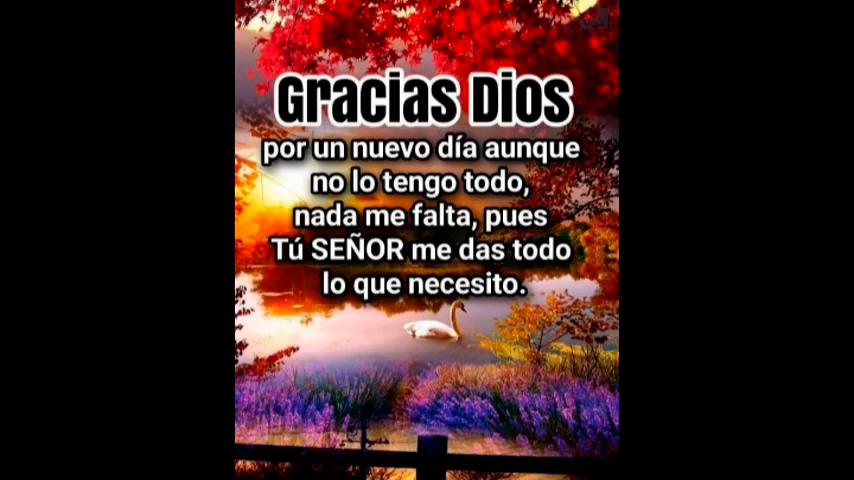 Gracias Dios
por un nuevo día aunque
no lo tengo todo,
nada me falta, pues
Tú SEÑOR me das todo
lo que necesito.